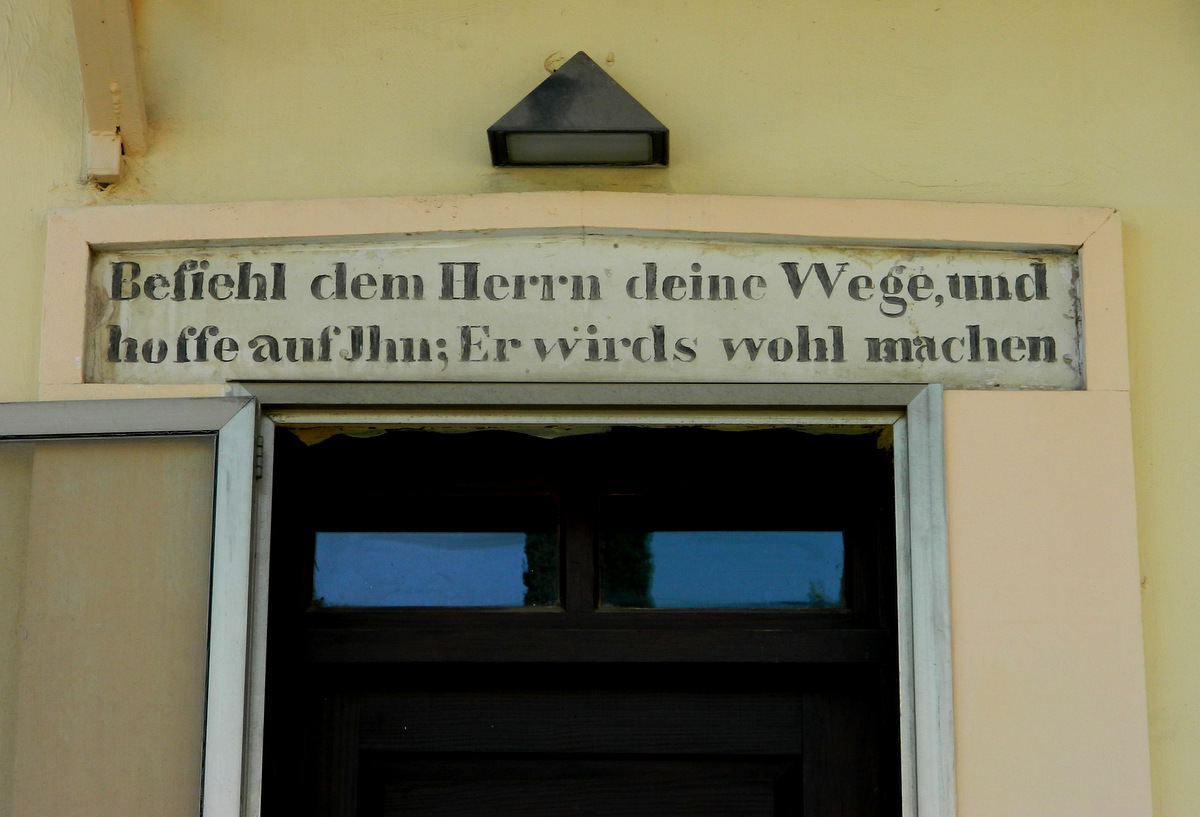 Befiehl dem Herrn deine Wege, und
hoffe auf Ihn; Er wirds wohl machen.